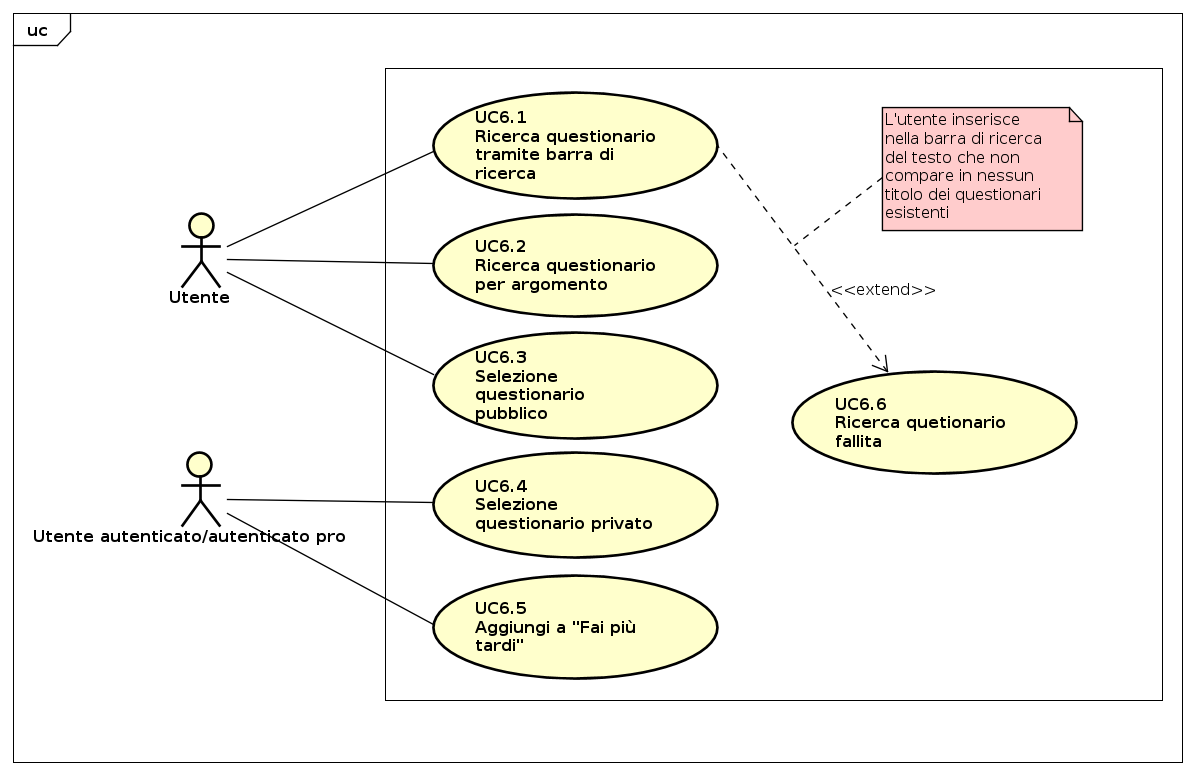 uc
UC6.1
Ricerca questionario
tramite barra di
ricerca
L'utente inserisce
nella barra di ricerca
del testo che non
compare in nessun
titolo dei questionari
esistenti
UC6.2
Ricerca questionario
per argomento
Utente
<<extend>>
UC6.3
Selezione
questionario
pubblico
UC6.6
Ricerca quetionario
fallita
UC6.4
Selezione
questionario privato
Utente autenticato/autenticato pro
UC6.5
Aggiungi a "Fai più
tardi"